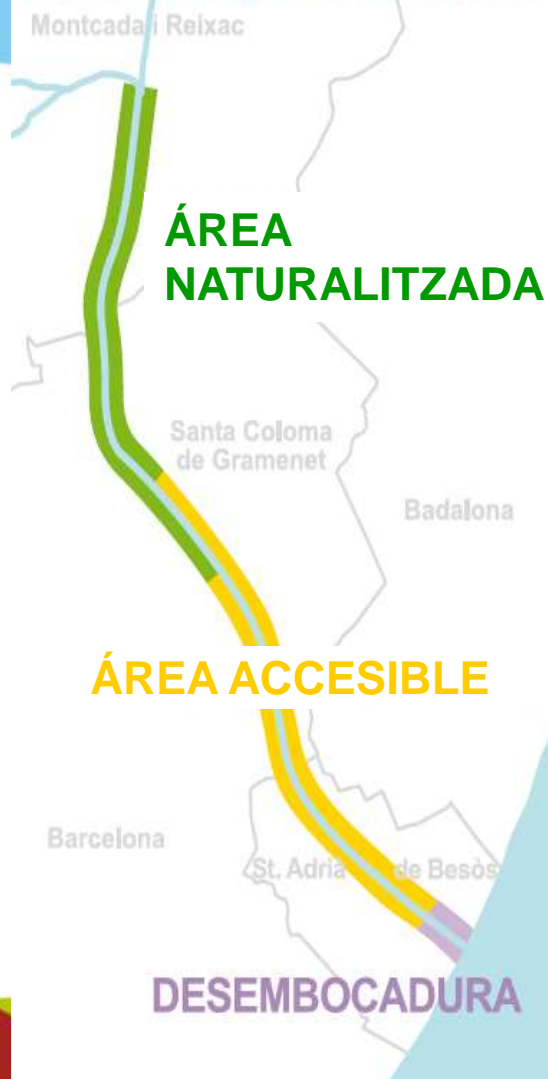 Montcada i Reixac
ÁREA
NATURALITZADA
Santa Coloma
de Gramenet
Badalona
ÁREA ACCESIBLE
Barcelona
St. Adrià de Besòs
DESEMBOCADURA